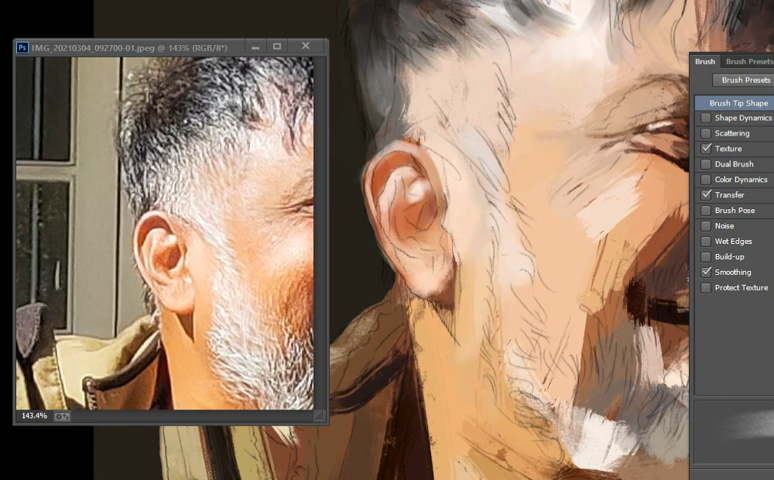 Ps IMG_20210304_092700-01.jpeg @ 143% (RGB/8*)
143.4%
Brush
Brush Presets
Brush Presets
Brush Tip Shape
Shape Dynamics
Scattering
Texture
Dual Brush
Color Dynamics
Transfer
Brush Pose
Noise
Wet Edges
Build-up
Smoothing
Protect Texture